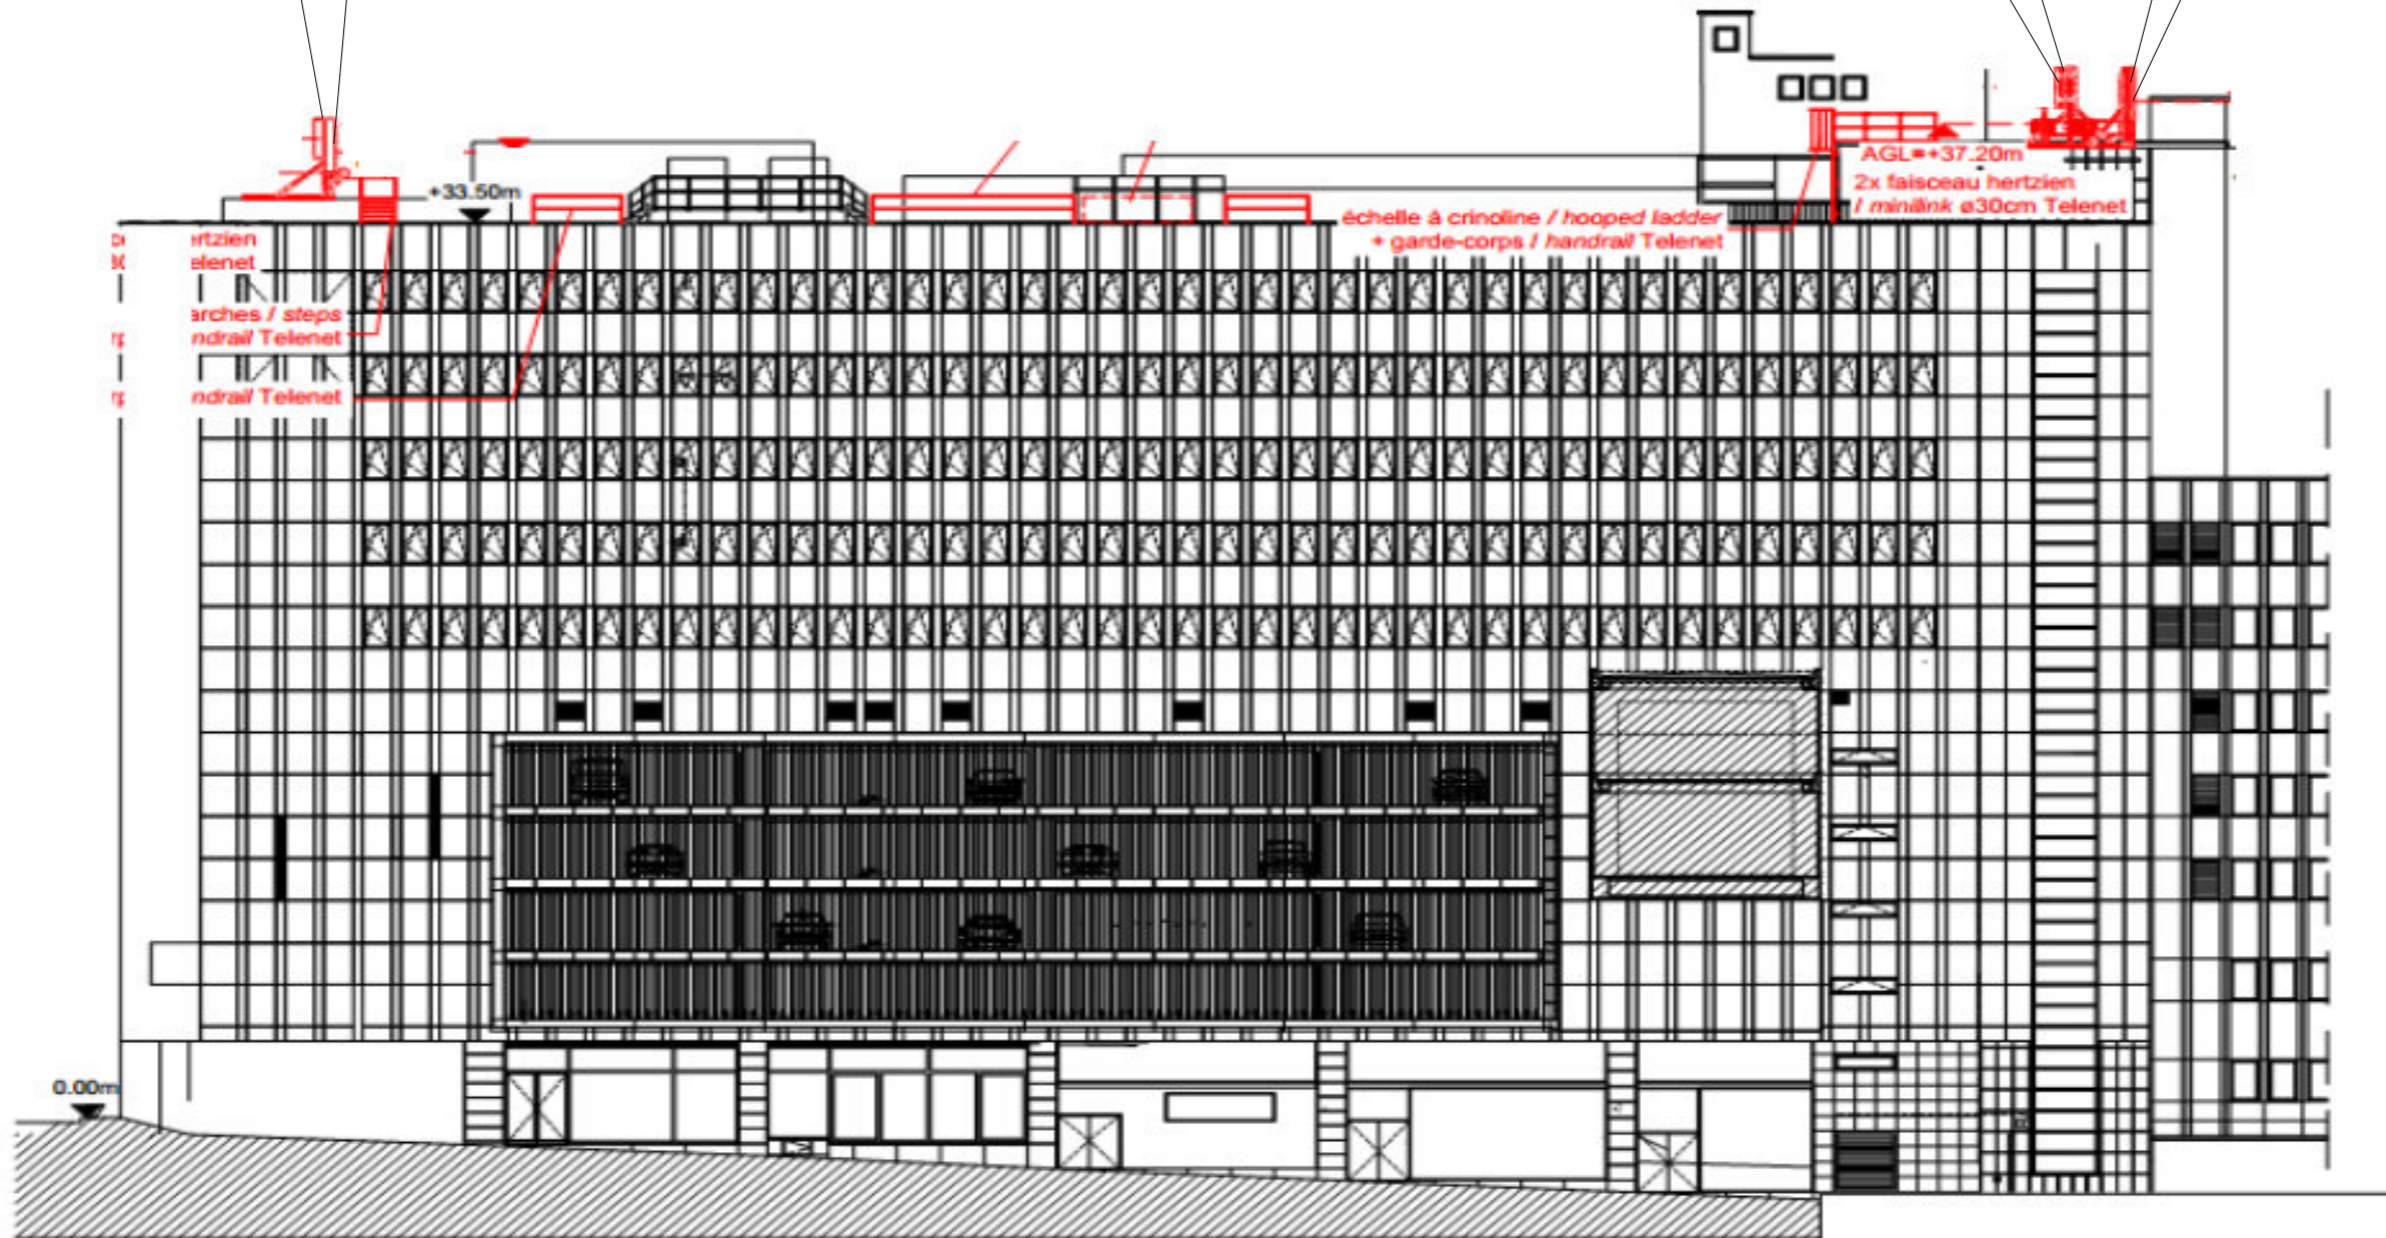 +33.50m
AGL=+37.20m
2x faisceau hertzien
/ minilink ø30cm Telenet
échelle à crinoline / hooped ladder
+ garde-corps / handrail Telenet
rtzien
elenet
arches / steps
ndrail Telenet
ndrail Telenet
0.00m